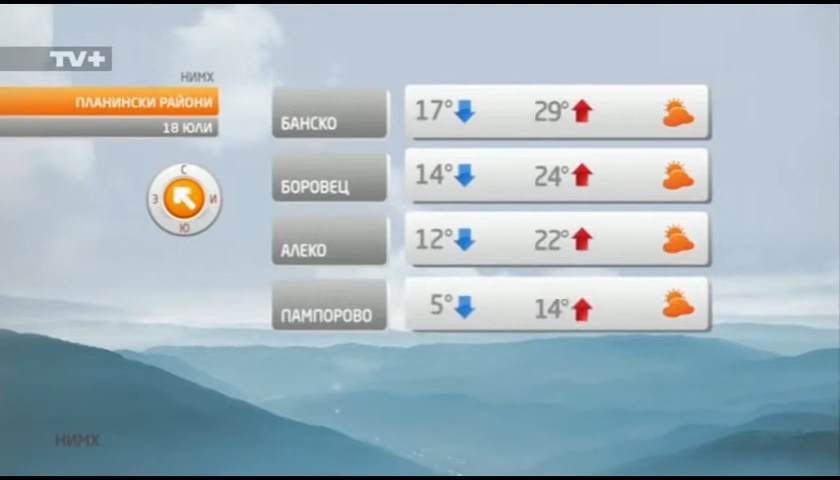 TV+
НИМХ
ПЛАНИНСКИ РАЙОНИ
18 ЮЛИ
С
З И
Ю
БАНСКО 17° 29°
БОРОВЕЦ 14° 24°
АЛЕКО 12° 22°
ПАМПОРОВО 5° 14°
НИМХ